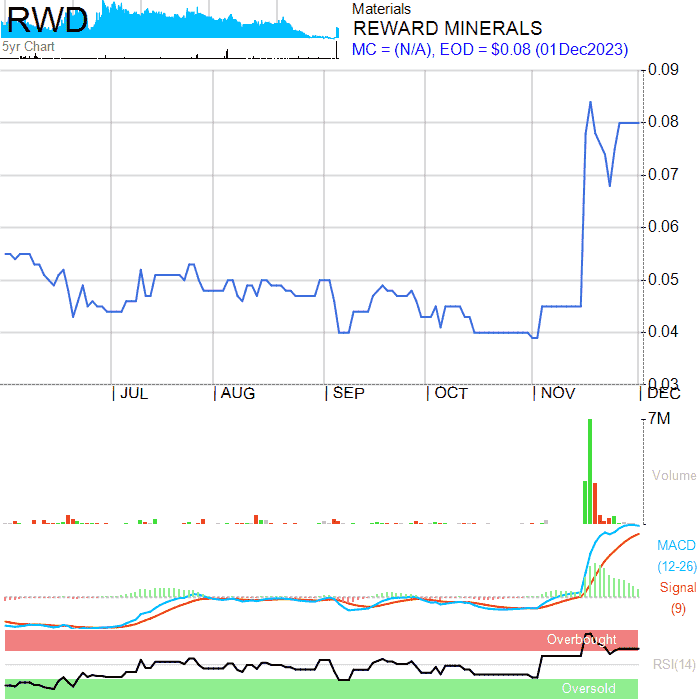 RWD
Materials
REWARD MINERALS
5yr Chart
MC = (N/A), EOD = $0.08 (01Dec2023)
0.09
0.08
0.07
0.06
0.05
0.04
0.03
JUL AUG SEP OCT NOV DEC
7M
Volume
MACD
(12-26)
Signal
(9)
Overbought
RSI(14)
Oversold